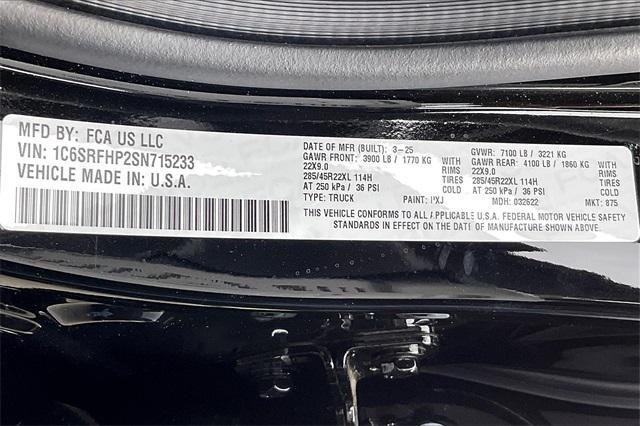 MFD BY: FCA US LLC
VIN: 1C6SRFHP2SN715233
VEHICLE MADE IN: U.S.A.
DATE OF MFR (BUILT): 3-25 GVWR: 7100 LB / 3221 KG
GAWR FRONT: 3900 LB / 1770 KG WITH GAWR REAR: 4100 LB / 1860 KG WITH
22X9.0 RIMS 22X9.0 RIMS
285/45R22XL 114H TIRES 285/45R22XL 114H TIRES
AT 250 kPa / 36 PSI COLD AT 250 kPa / 36 PSI COLD
TYPE: TRUCK PAINT: PXJ MDH: 032622 MKT: 875
THIS VEHICLE CONFORMS TO ALL APPLICABLE U.S.A. FEDERAL MOTOR VEHICLE SAFETY
STANDARDS IN EFFECT ON THE DATE OF MANUFACTURE SHOWN ABOVE.